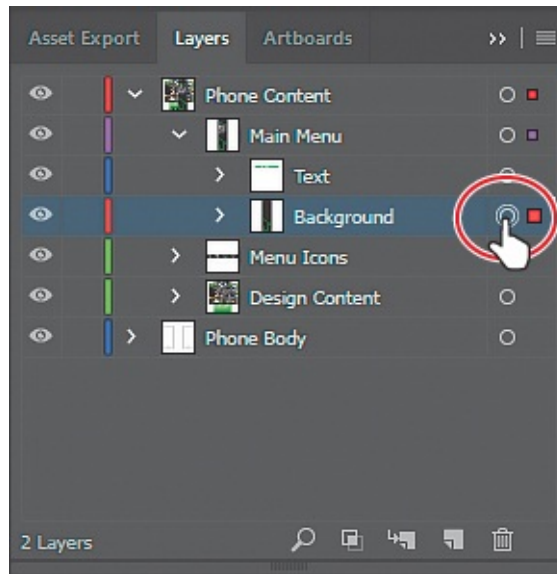 Asset Export Layers Artboards
Phone Content
Main Menu
Text
Background
Menu Icons
Design Content
Phone Body
2 Layers